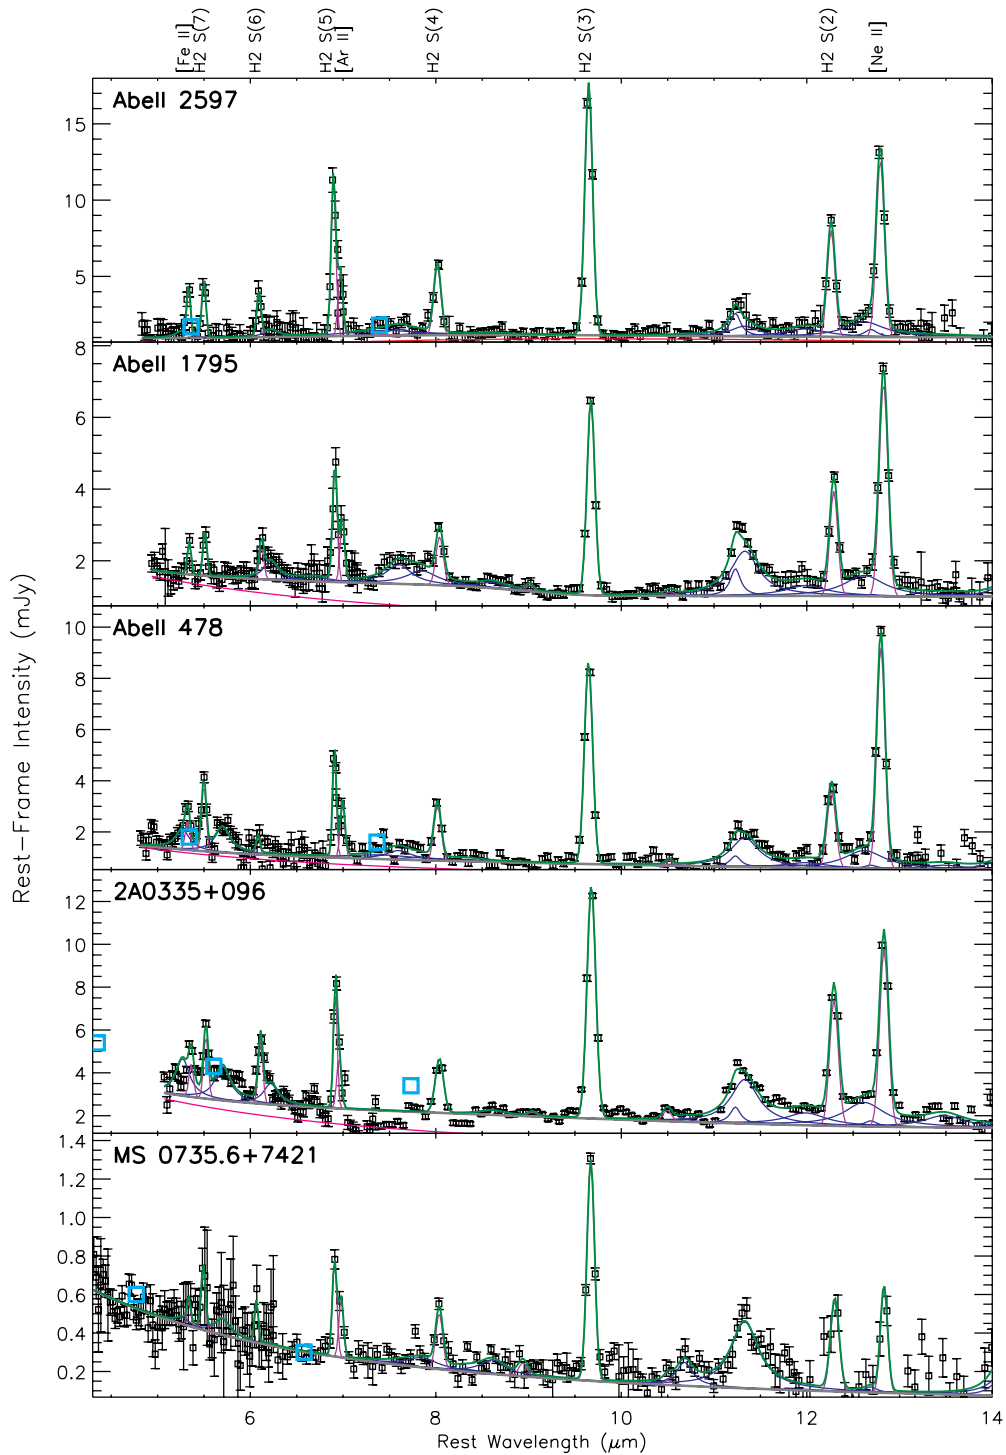 [Fe II]
H2 S(7)
H2 S(6)
H2 S(5)
[Ar II]
H2 S(4)
H2 S(3)
H2 S(2)
[Ne II]
Abell 2597
15
10
5
Abell 1795
8
6
4
2
Rest-Frame Intensity (mJy)
Abell 478
10
8
6
4
2
2A0335+096
12
10
8
6
4
2
MS 0735.6+7421
1.4
1.2
1.0
0.8
0.6
0.4
0.2
6 8 10 12 14
Rest Wavelength (μm)